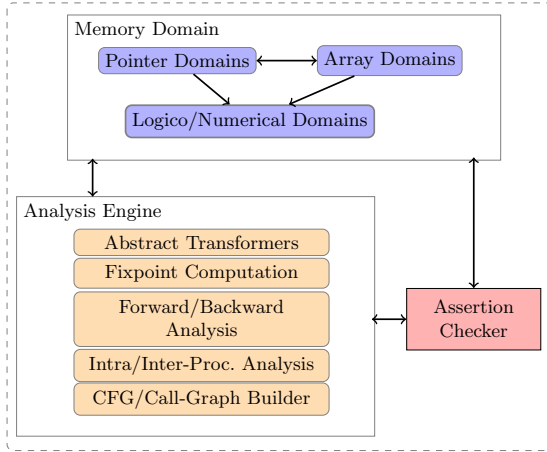 Memory Domain
Pointer Domains
Array Domains
Logico/Numerical Domains
Analysis Engine
Abstract Transformers
Fixpoint Computation
Forward/Backward
Analysis
Intra/Inter-Proc. Analysis
CFG/Call-Graph Builder
Assertion
Checker